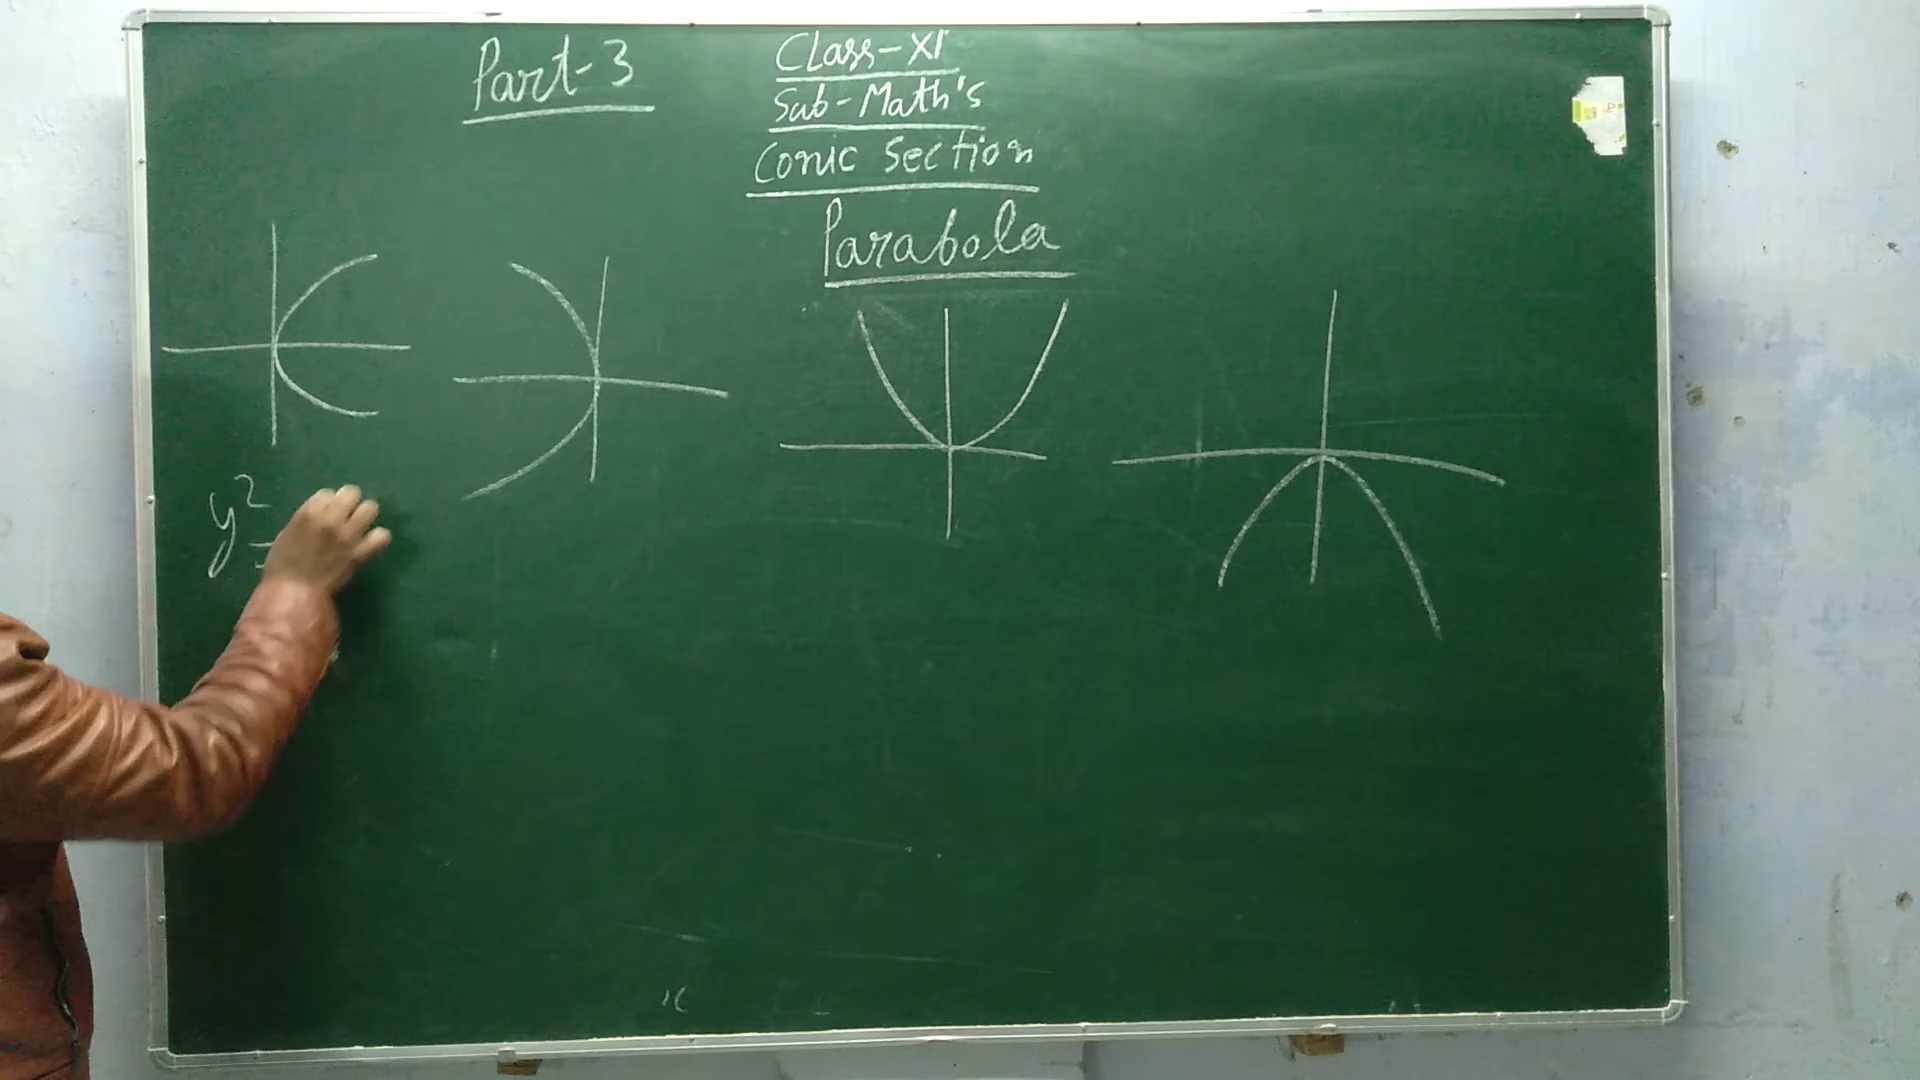 Part-3
Class-XI
Sub-Math's
Conic Section
Parabola
y² =